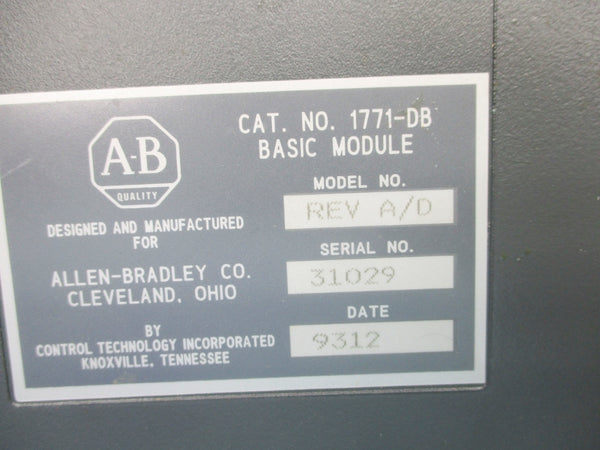 A-B
QUALITY
CAT. NO. 1771-DB
BASIC MODULE
MODEL NO.
REV A/D
DESIGNED AND MANUFACTURED
FOR
SERIAL NO.
31029
ALLEN-BRADLEY CO.
CLEVELAND, OHIO
DATE
9312
BY
CONTROL TECHNOLOGY INCORPORATED
KNOXVILLE, TENNESSEE